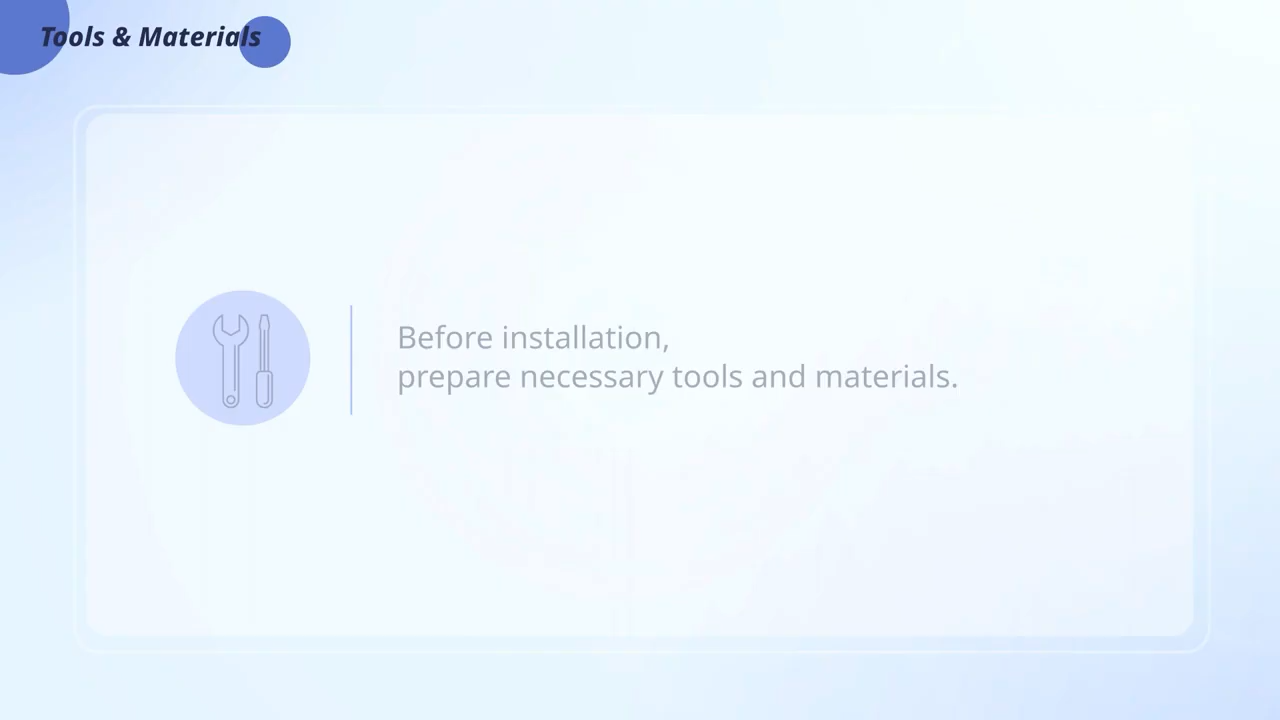 Tools & Materials
Before installation,
prepare necessary tools and materials.